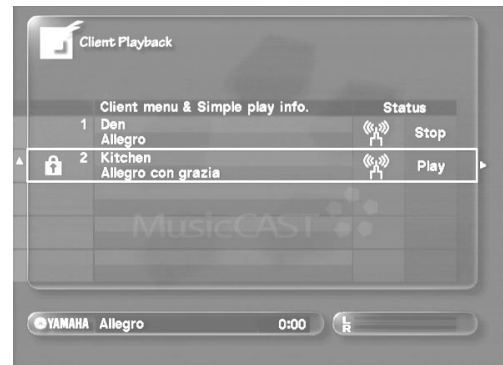 Client Playback
Client menu & Simple play info. Status
1 Den
Allegro
Stop
2 Kitchen
Allegro con grazia
Play
MusicCAST
YAMAHA Allegro 0:00 L
R